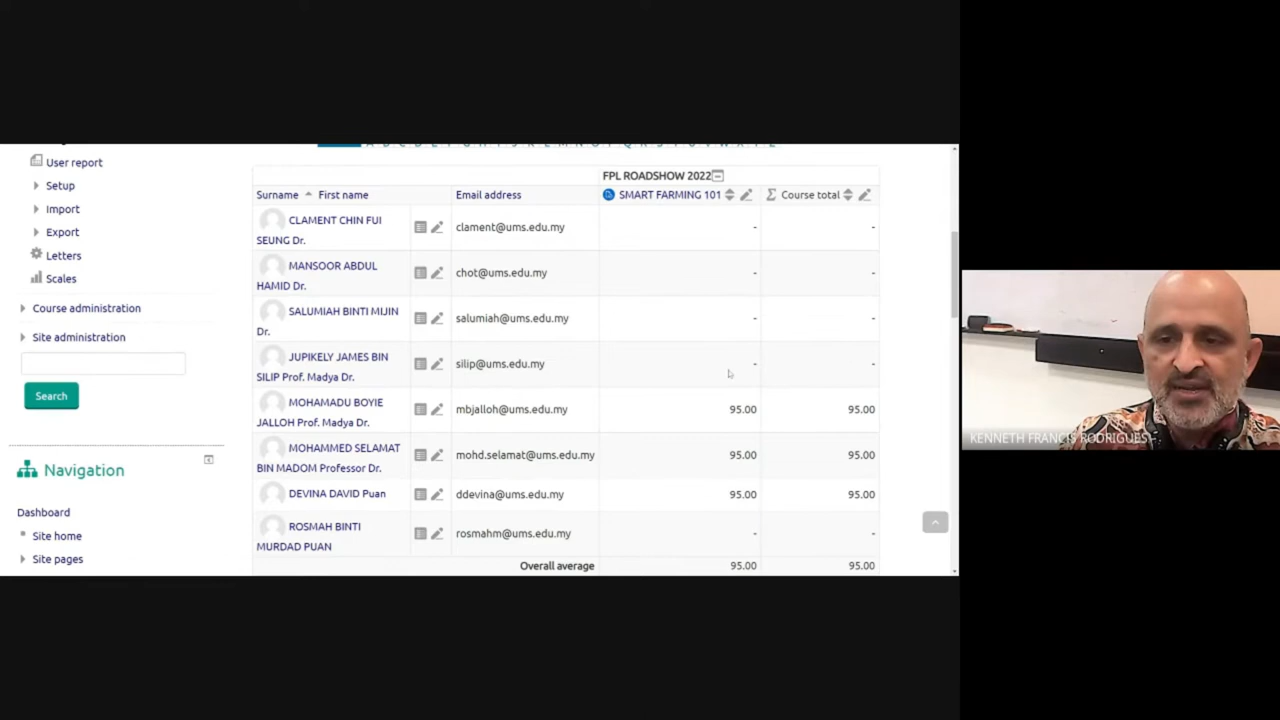 User report
Setup
Import
Export
Letters
Scales
Course administration
Site administration
Search
Navigation
Dashboard
Site home
Site pages
FPL ROADSHOW 2022
Surname First name Email address SMART FARMING 101 Σ Course total
CLAMENT CHIN FUI
SEUNG Dr. clament@ums.edu.my - -
MANSOOR ABDUL
HAMID Dr. chot@ums.edu.my - -
SALUMIAH BINTI MIJIN
Dr. salumiah@ums.edu.my - -
JUPIKELY JAMES BIN
SILIP Prof. Madya Dr. silip@ums.edu.my - -
MOHAMADU BOYIE
JALLOH Prof. Madya Dr. mbjalloh@ums.edu.my 95.00 95.00
MOHAMMED SELAMAT
BIN MADOM Professor Dr. mohd.selamat@ums.edu.my 95.00 95.00
DEVINA DAVID Puan ddevina@ums.edu.my 95.00 95.00
ROSMAH BINTI
MURDAD PUAN rosmahm@ums.edu.my - -
Overall average 95.00 95.00
KENNETH FRANCIS RODRIGUES